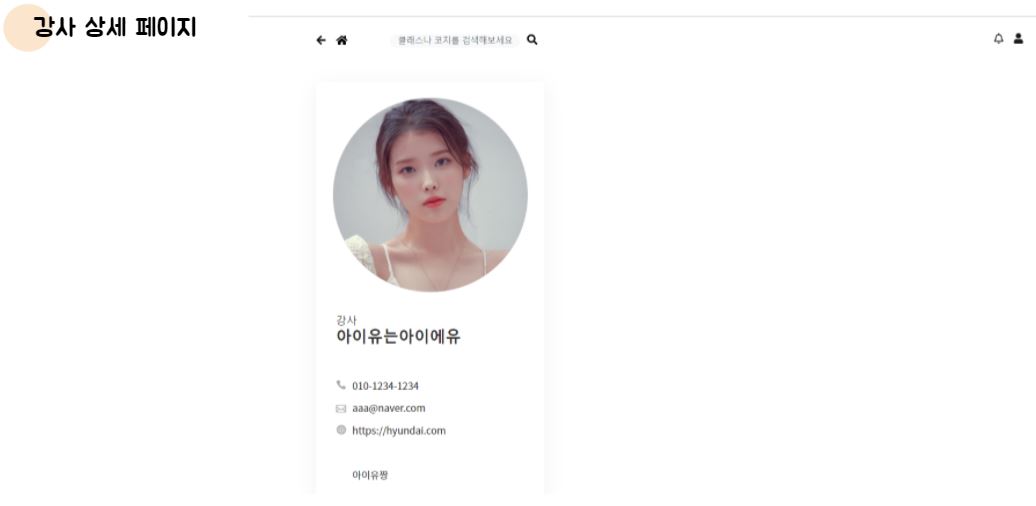 강사 상세 페이지
클래스나 코치를 검색해보세요
강사
아이유는아이에유
010-1234-1234
aaa@naver.com
https://hyundai.com
아이유짱